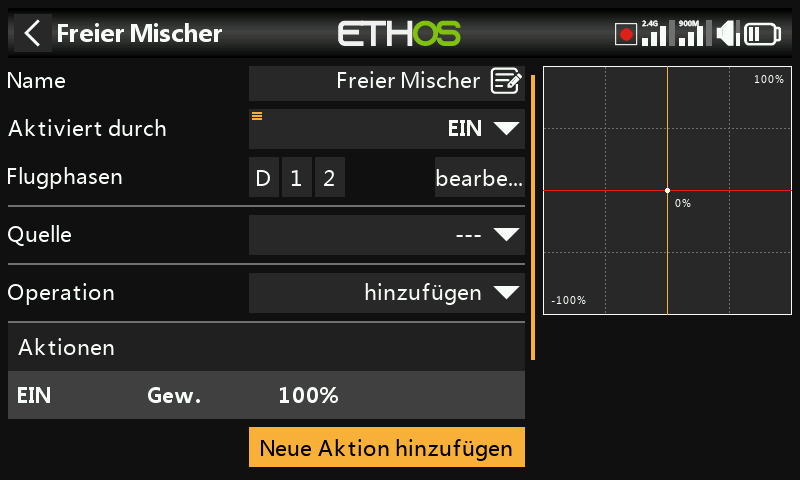 Freier Mischer
ETHOS
2.4G
900M
Name
Freier Mischer
Aktiviert durch
EIN
Flugphasen
D 1 2
bearbe...
Quelle
---
Operation
hinzufügen
Aktionen
EIN Gew. 100%
Neue Aktion hinzufügen
100%
0%
-100%